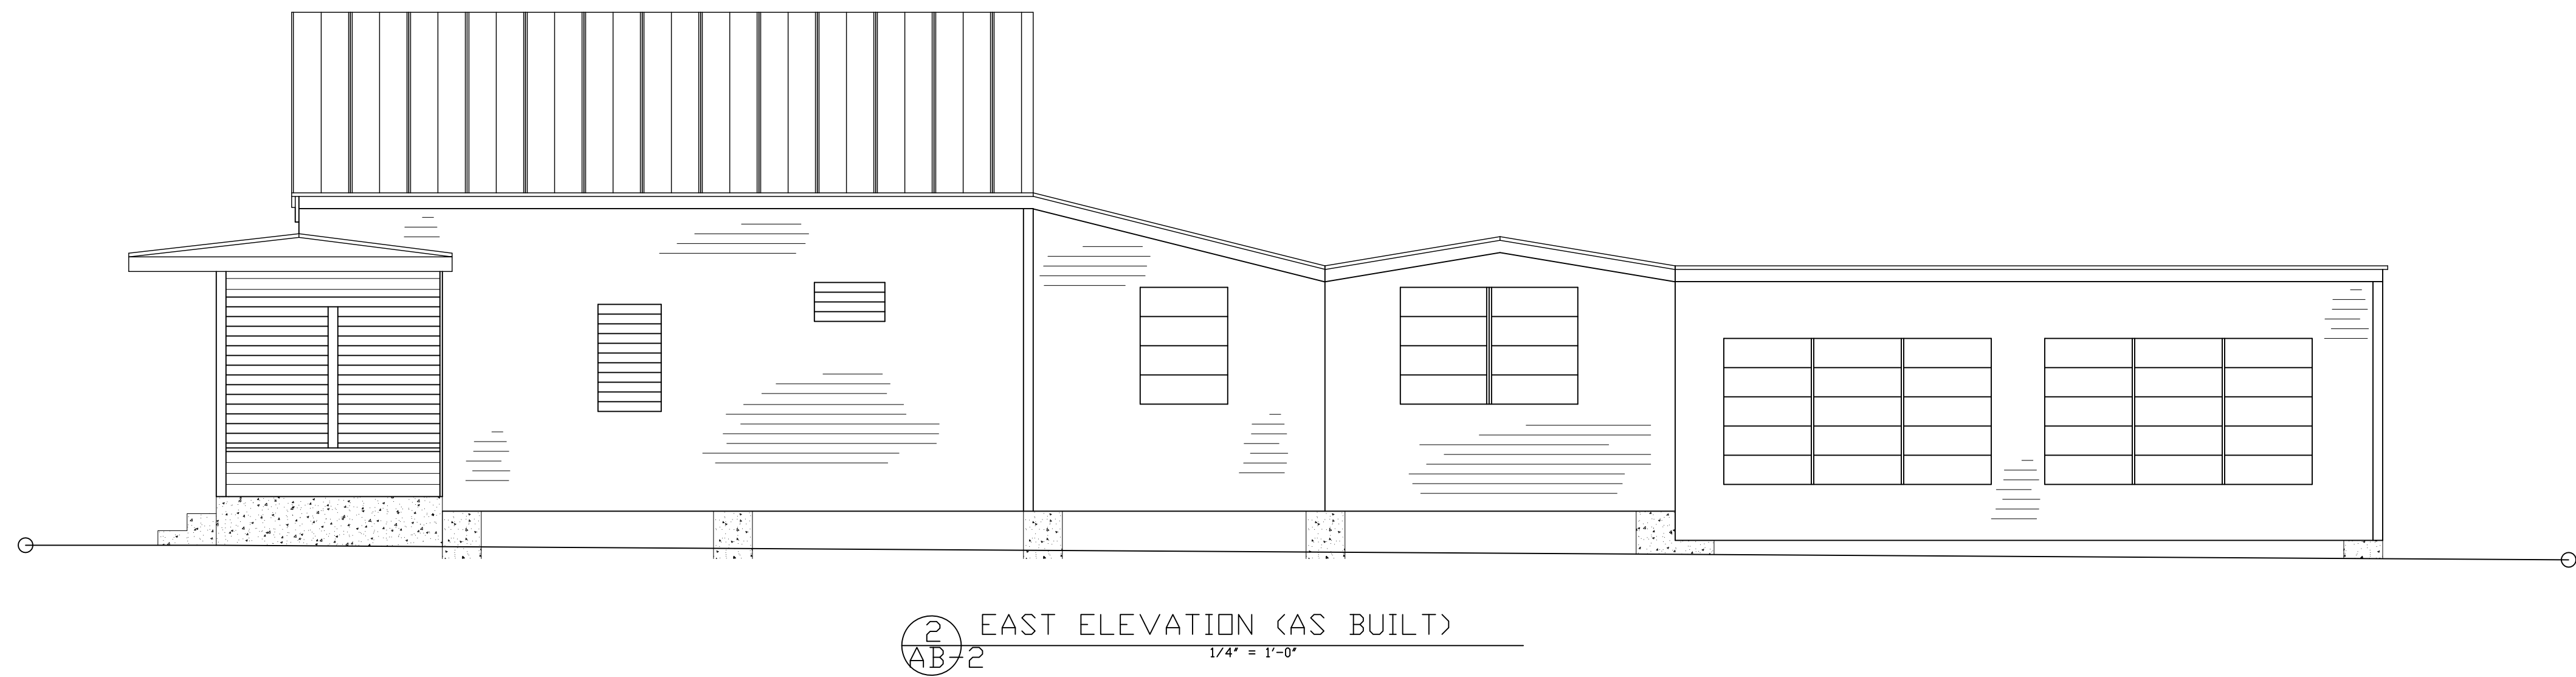 2
EAST ELEVATION (AS BUILT)
AB-2
1/4" = 1'-0"